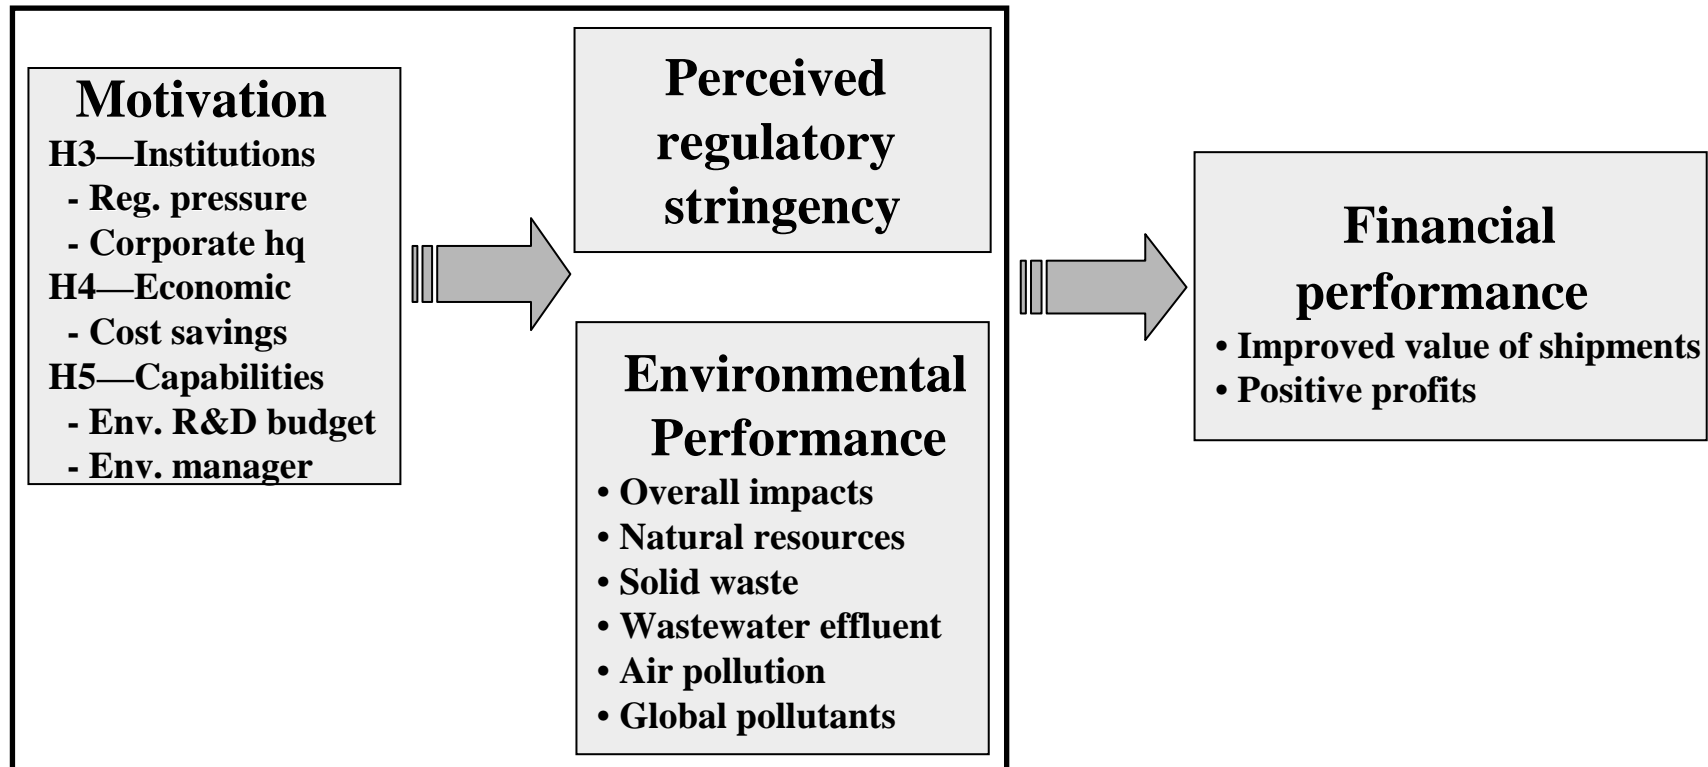 Motivation
H3—Institutions
- Reg. pressure
- Corporate hq
H4—Economic
- Cost savings
H5—Capabilities
- Env. R&D budget
- Env. manager
Perceived
regulatory
stringency
Environmental
Performance
• Overall impacts
• Natural resources
• Solid waste
• Wastewater effluent
• Air pollution
• Global pollutants
Financial
performance
• Improved value of shipments
• Positive profits